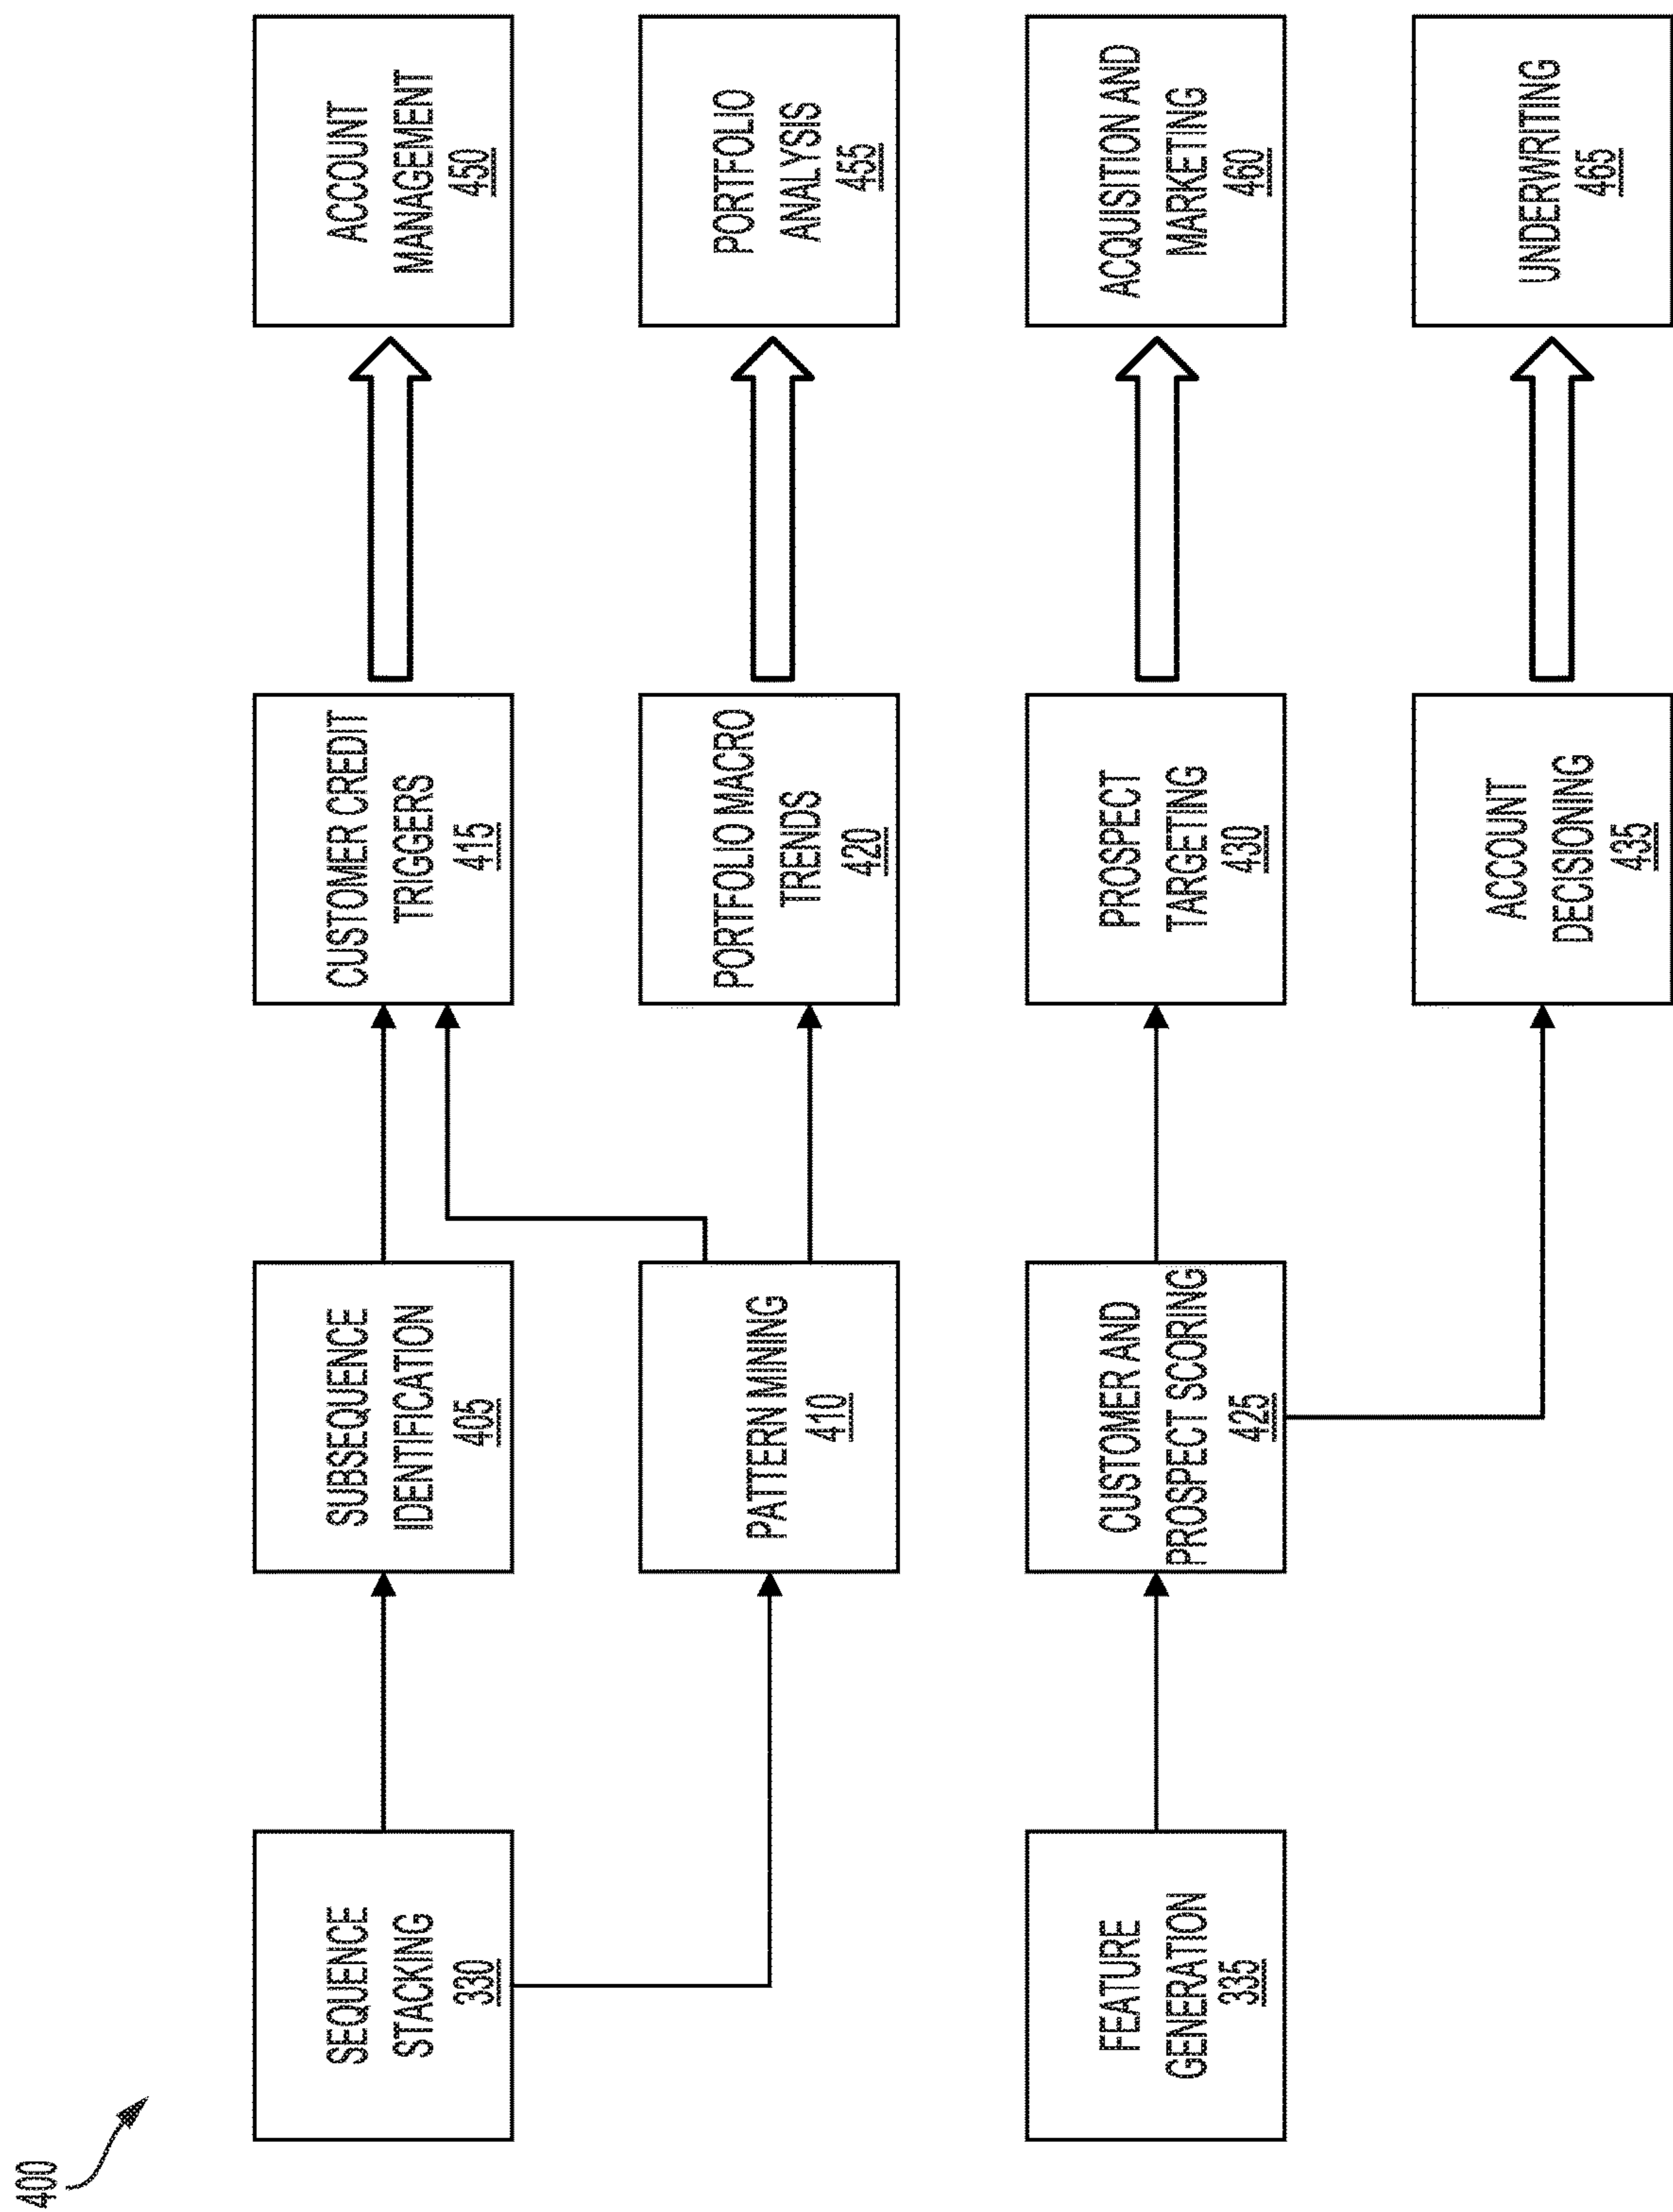 400
SEQUENCE
STACKING
330
SUBSEQUENCE
IDENTIFICATION
405
CUSTOMER CREDIT
TRIGGERS
415
ACCOUNT
MANAGEMENT
450
PATTERN MINING
410
PORTFOLIO MACRO
TRENDS
420
PORTFOLIO
ANALYSIS
455
FEATURE
GENERATION
335
CUSTOMER AND
PROSPECT SCORING
425
PROSPECT
TARGETING
430
ACQUISITION AND
MARKETING
460
ACCOUNT
DECISIONING
435
UNDERWRITING
465